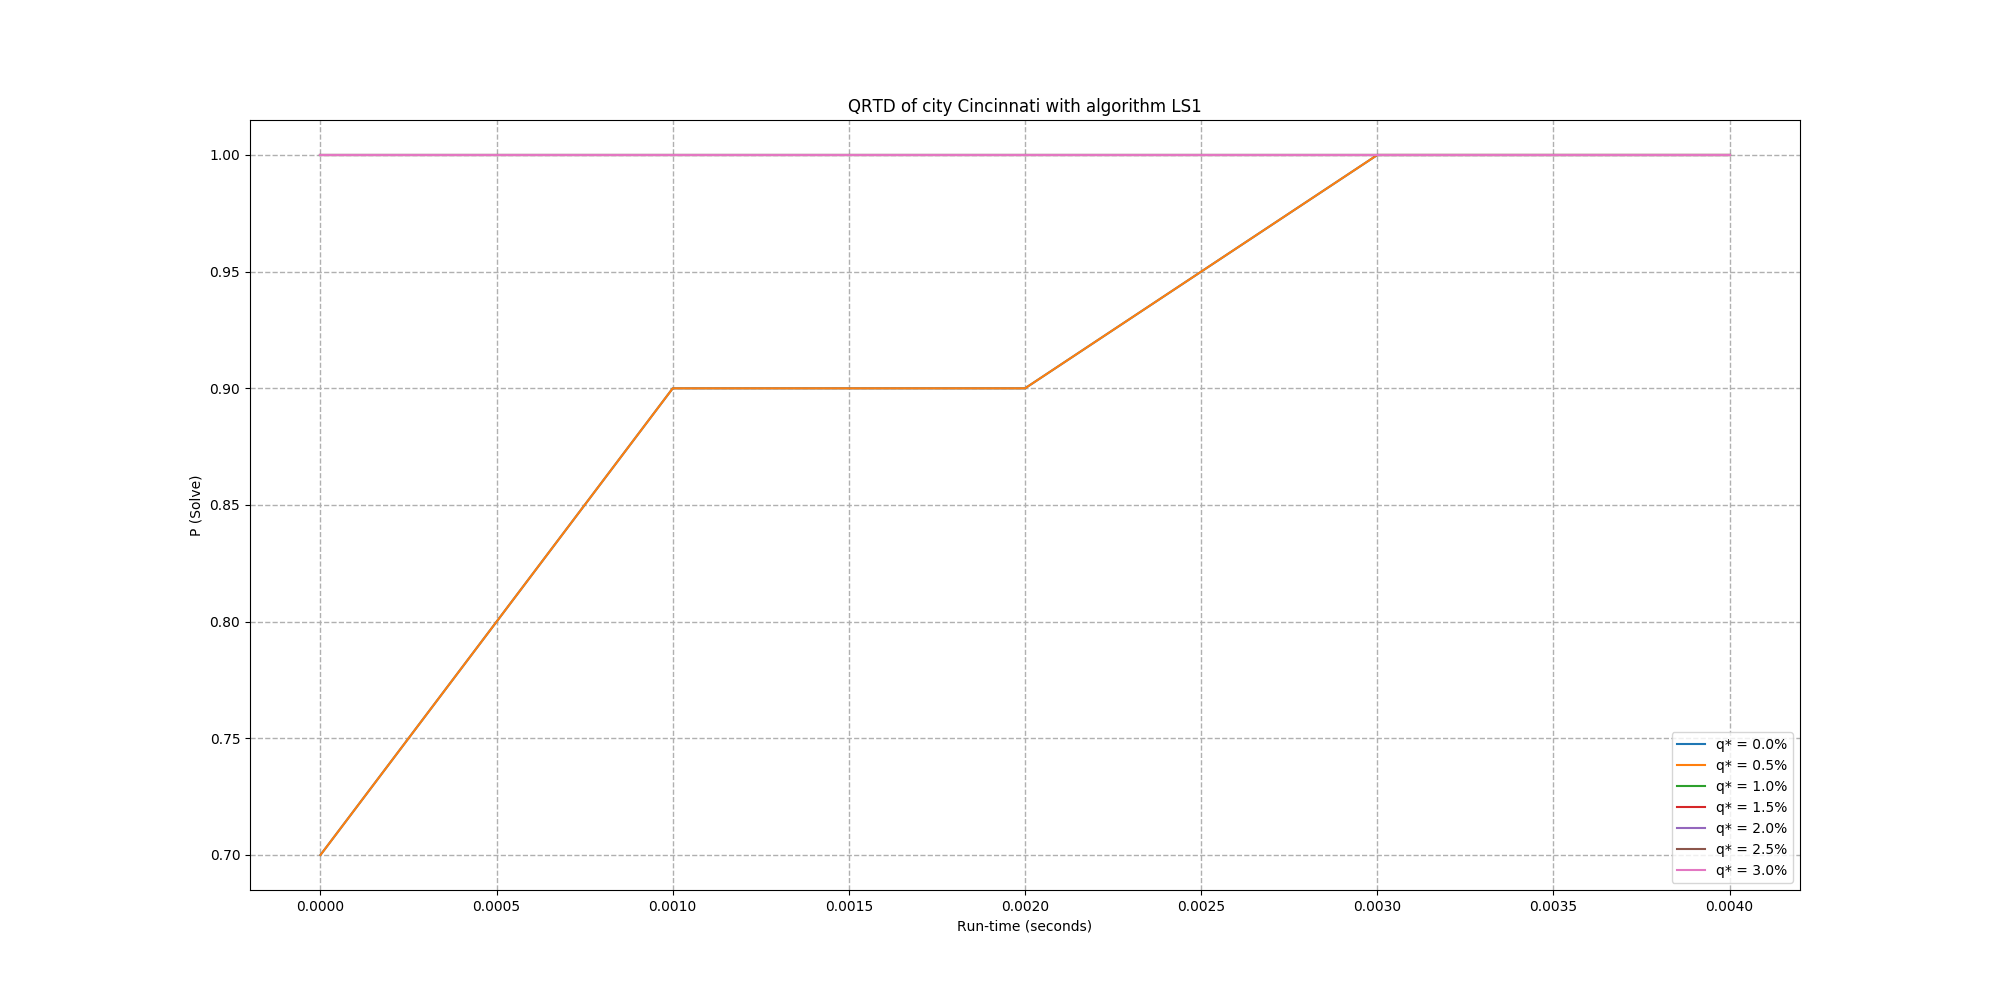 QRTD of city Cincinnati with algorithm LS1
1.00
0.95
0.90
0.85
0.80
0.75
0.70
P (Solve)
q* = 0.0%
q* = 0.5%
q* = 1.0%
q* = 1.5%
q* = 2.0%
q* = 2.5%
q* = 3.0%
0.0000 0.0005 0.0010 0.0015 0.0020 0.0025 0.0030 0.0035 0.0040
Run-time (seconds)